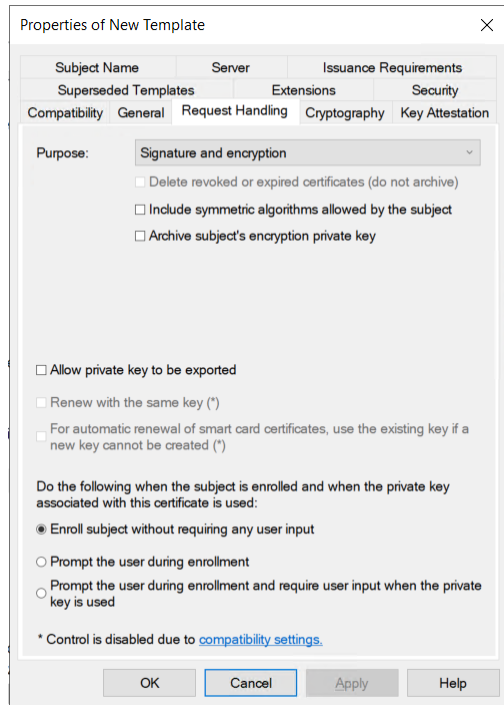 Properties of New Template
Subject Name Server Issuance Requirements
Superseded Templates Extensions Security
Compatibility General Request Handling Cryptography Key Attestation
Purpose: Signature and encryption
Delete revoked or expired certificates (do not archive)
Include symmetric algorithms allowed by the subject
Archive subject's encryption private key
Allow private key to be exported
Renew with the same key (*)
For automatic renewal of smart card certificates, use the existing key if a
new key cannot be created (*)
Do the following when the subject is enrolled and when the private key
associated with this certificate is used:
Enroll subject without requiring any user input
Prompt the user during enrollment
Prompt the user during enrollment and require user input when the private
key is used
* Control is disabled due to compatibility settings.
OK Cancel Apply Help